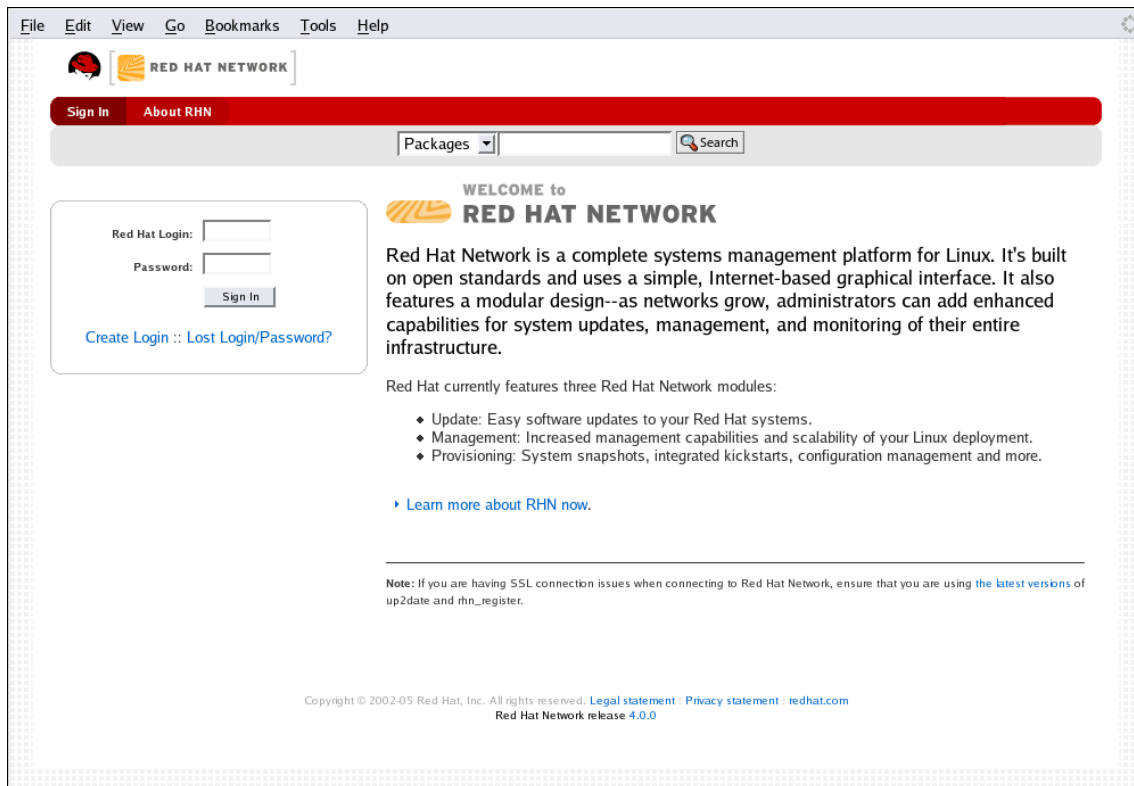 File Edit View Go Bookmarks Tools Help
RED HAT NETWORK
Sign In About RHN
Packages Search
WELCOME to
RED HAT NETWORK
Red Hat Login:
Password:
Sign In
Create Login :: Lost Login/Password?
Red Hat Network is a complete systems management platform for Linux. It's built
on open standards and uses a simple, Internet-based graphical interface. It also
features a modular design--as networks grow, administrators can add enhanced
capabilities for system updates, management, and monitoring of their entire
infrastructure.
Red Hat currently features three Red Hat Network modules:
Update: Easy software updates to your Red Hat systems.
Management: Increased management capabilities and scalability of your Linux deployment.
Provisioning: System snapshots, integrated kickstarts, configuration management and more.
Learn more about RHN now.
Note: If you are having SSL connection issues when connecting to Red Hat Network, ensure that you are using the latest versions of
up2date and rhn_register.
Copyright © 2002-05 Red Hat, Inc. All rights reserved. Legal statement : Privacy statement : redhat.com
Red Hat Network release 4.0.0